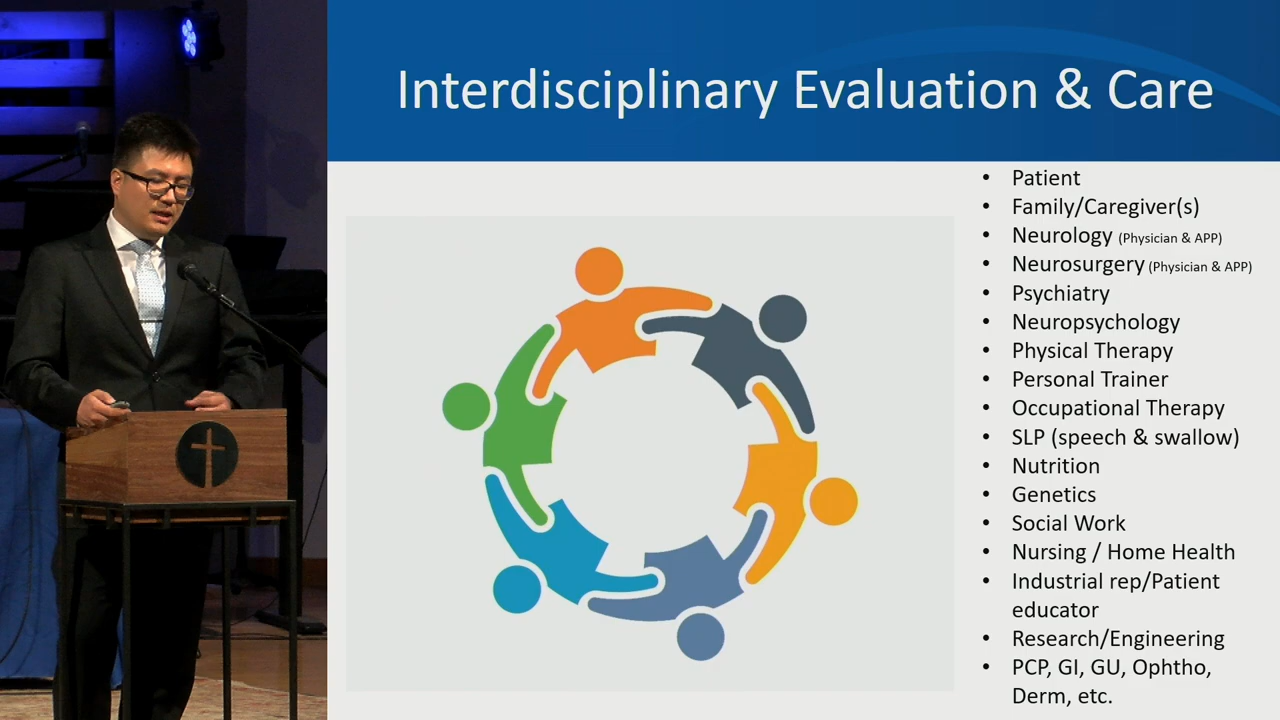 Interdisciplinary Evaluation & Care
• Patient
• Family/Caregiver(s)
• Neurology (Physician & APP)
• Neurosurgery (Physician & APP)
• Psychiatry
• Neuropsychology
• Physical Therapy
• Personal Trainer
• Occupational Therapy
• SLP (speech & swallow)
• Nutrition
• Genetics
• Social Work
• Nursing / Home Health
• Industrial rep/Patient
educator
• Research/Engineering
• PCP, GI, GU, Ophtho,
Derm, etc.